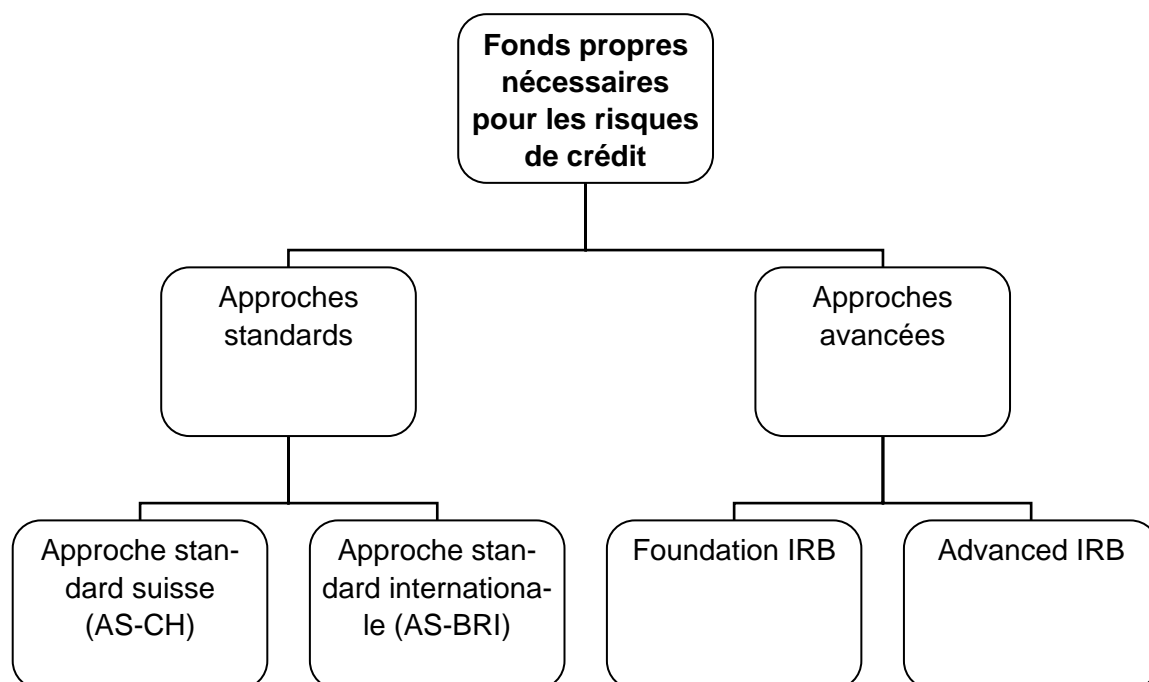 Fonds propres
nécessaires
pour les risques
de crédit
Approches
standards
Approches
avancées
Approche stan-
dard suisse
(AS-CH)
Approche stan-
dard internationa-
le (AS-BRI)
Foundation IRB
Advanced IRB